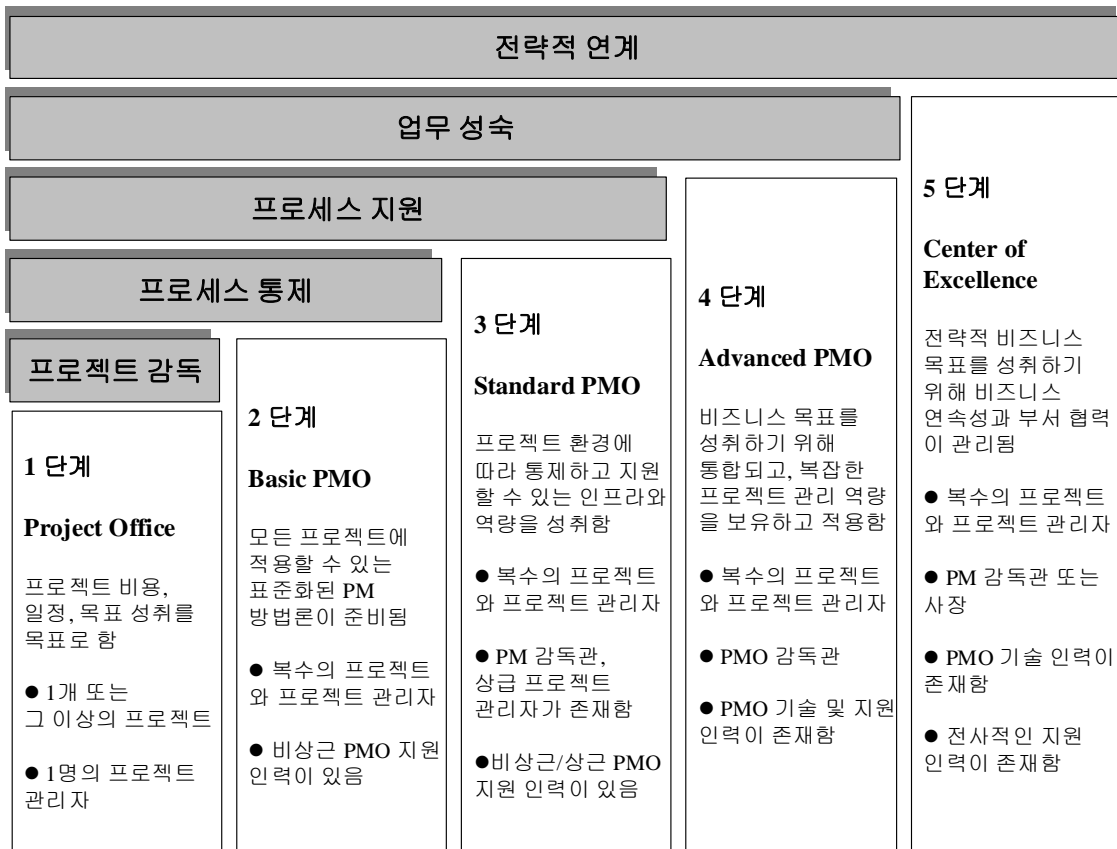 전략적 연계
업무 성숙
프로세스 지원
프로세스 통제
프로젝트 감독
1 단계
Project Office
프로젝트 비용,
일정, 목표 성취를
목표로 함
● 1개 또는
그 이상의 프로젝트
● 1명의 프로젝트
관리자
2 단계
Basic PMO
모든 프로젝트에
적용할 수 있는
표준화된 PM
방법론이 준비됨
● 복수의 프로젝트
와 프로젝트 관리자
● 비상근 PMO 지원
인력이 있음
3 단계
Standard PMO
프로젝트 환경에
따라 통제하고 지원
할 수 있는 인프라와
역량을 성취함
● 복수의 프로젝트
와 프로젝트 관리자
● PM 감독관,
상급 프로젝트
관리자가 존재함
●비상근/상근 PMO
지원 인력이 있음
4 단계
Advanced PMO
비즈니스 목표를
성취하기 위해
통합되고, 복잡한
프로젝트 관리 역량
을 보유하고 적용함
● 복수의 프로젝트
와 프로젝트 관리자
● PMO 감독관
● PMO 기술 및 지원
인력이 존재함
5 단계
Center of
Excellence
전략적 비즈니스
목표를 성취하기
위해 비즈니스
연속성과 부서 협력
이 관리됨
● 복수의 프로젝트
와 프로젝트 관리자
● PM 감독관 또는
사장
● PMO 기술 인력이
존재함
● 전사적인 지원
인력이 존재함